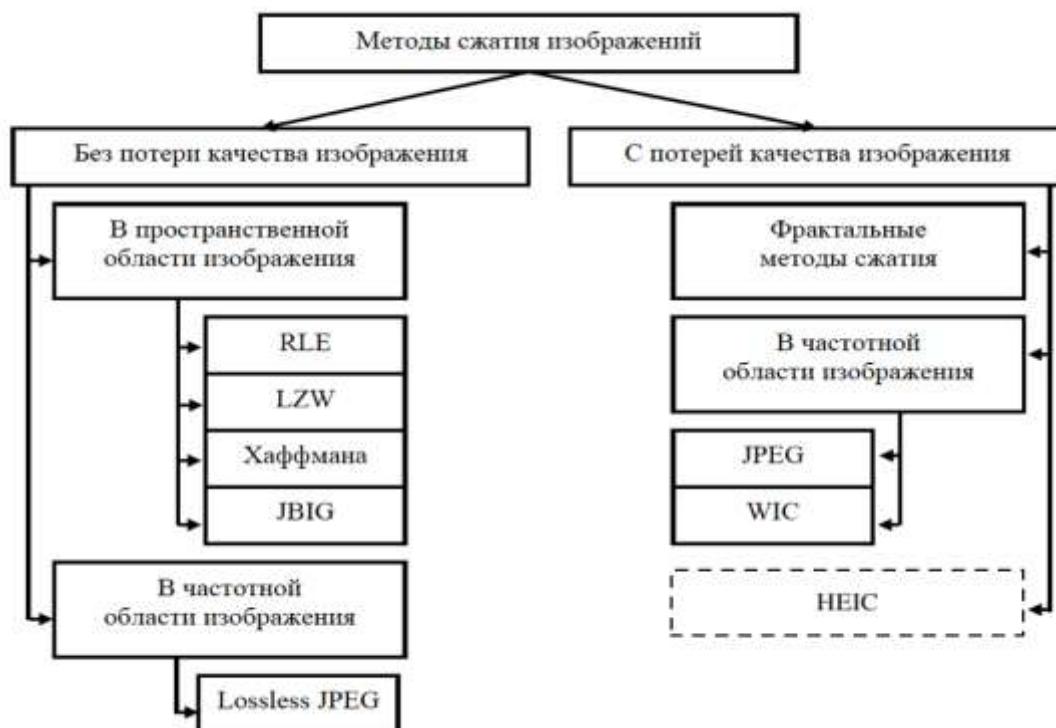 Методы сжатия изображений
Без потери качества изображения
С потерей качества изображения
В пространственной
области изображения
RLE
LZW
Хаффмана
JBIG
В частотной
области изображения
Lossless JPEG
Фрактальные
методы сжатия
В частотной
области изображения
JPEG
WIC
HEIC